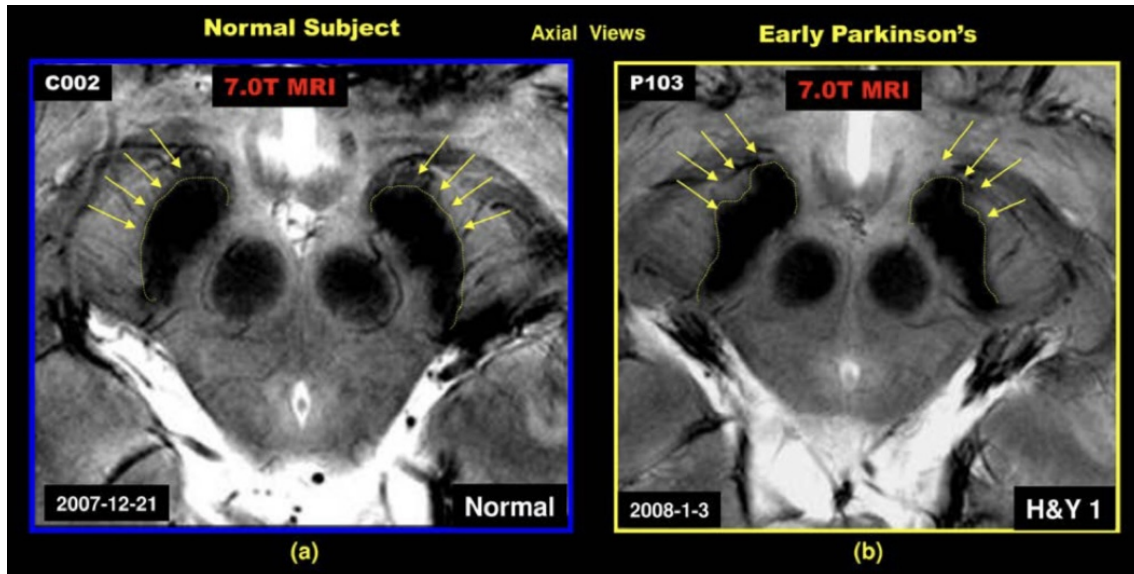 Normal Subject
Axial Views
Early Parkinson's
C002
7.0T MRI
P103
7.0T MRI
2007-12-21
Normal
2008-1-3
H&Y 1
(a)
(b)